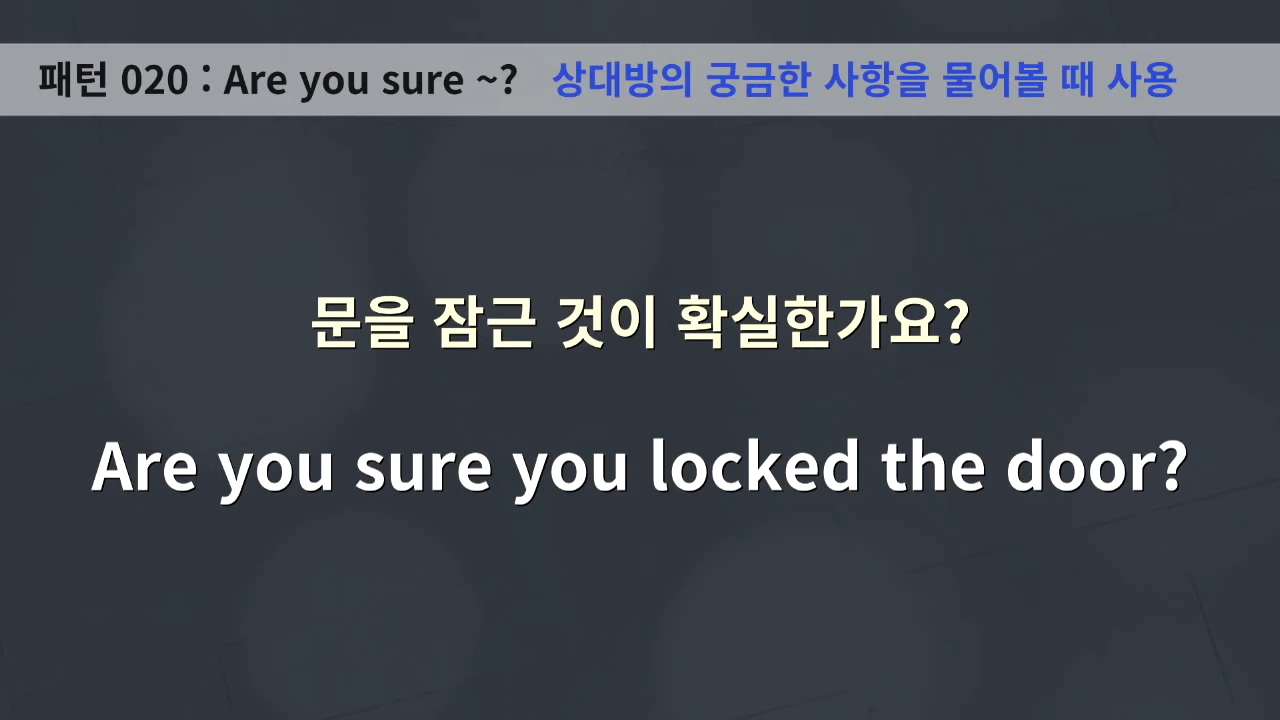 패턴 020 : Are you sure ~? 상대방의 궁금한 사항을 물어볼 때 사용
문을 잠근 것이 확실한가요?
Are you sure you locked the door?